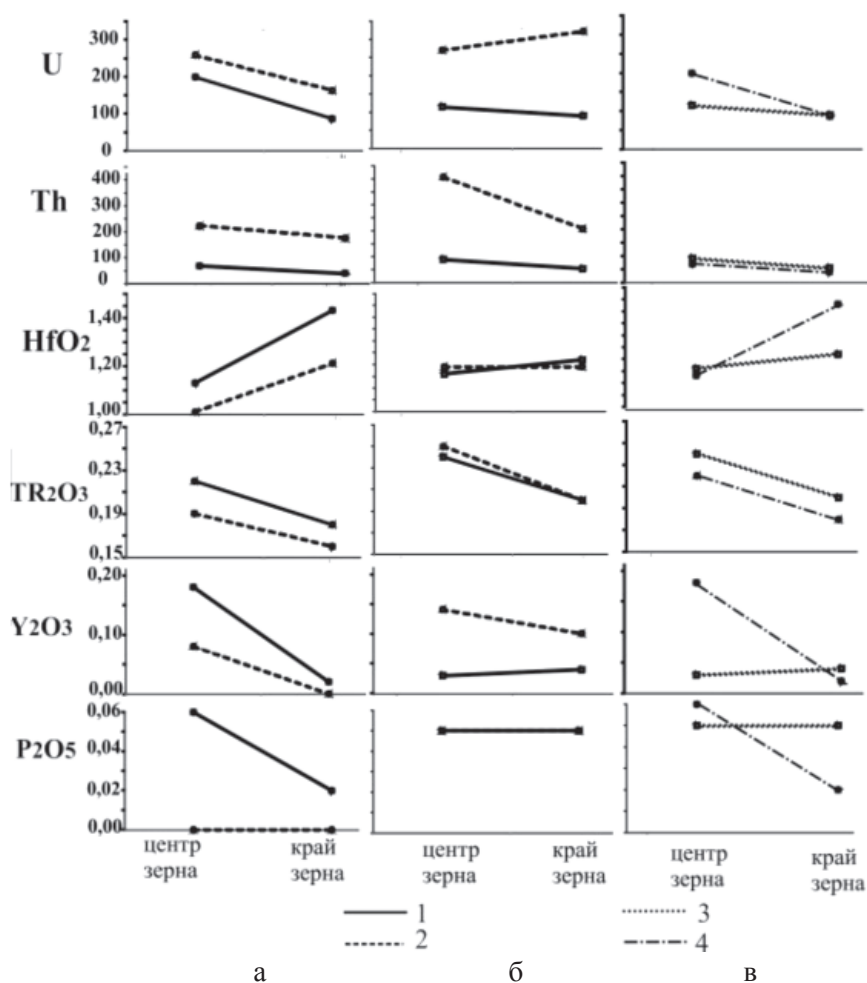 U
300
200
100
0
Th
400
300
200
100
0
HfO2
1,40
1,20
1,00
TR2O3
0,27
0,23
0,19
0,15
Y2O3
0,20
0,10
0,00
P2O5
0,06
0,04
0,02
0,00
центр край центр край центр край
зерна зерна зерна зерна зерна зерна
1 3
2 4
а б в